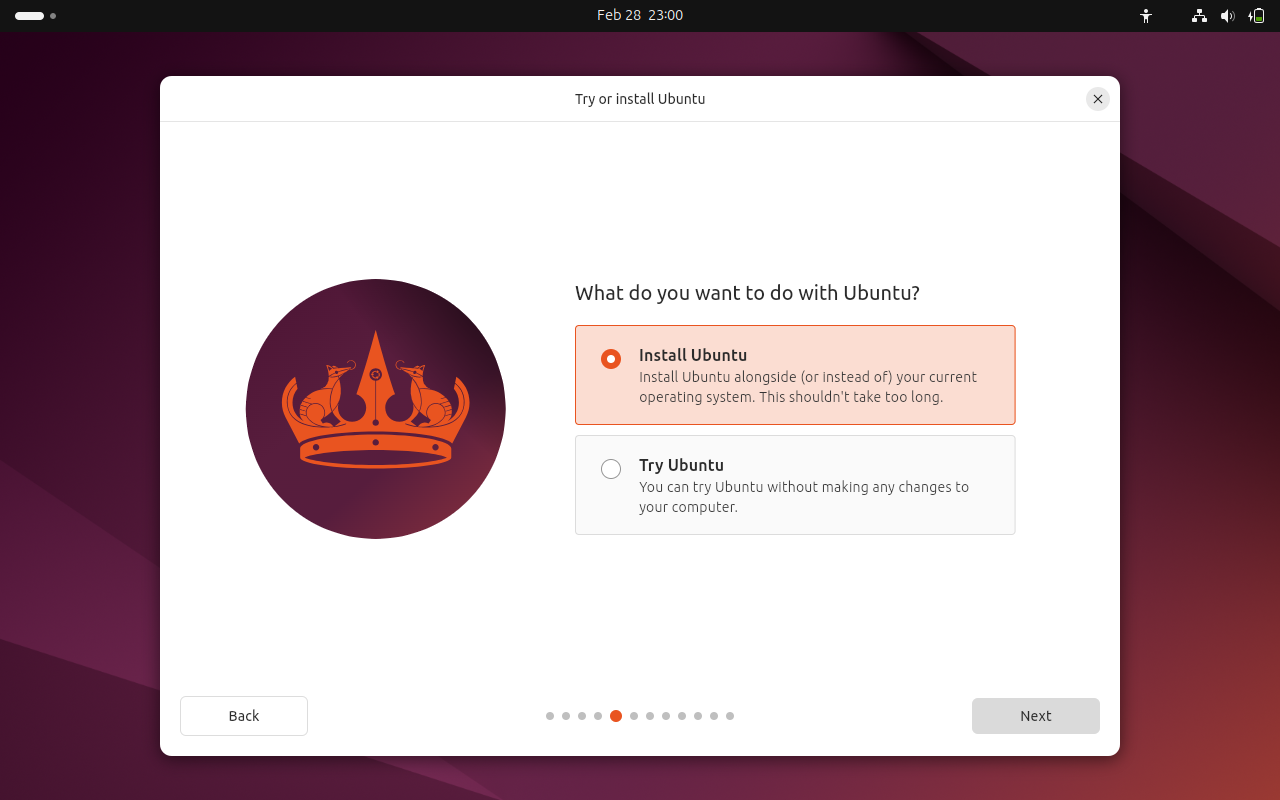 Feb 28 23:00
Try or install Ubuntu
What do you want to do with Ubuntu?
Install Ubuntu
Install Ubuntu alongside (or instead of) your current
operating system. This shouldn't take too long.
Try Ubuntu
You can try Ubuntu without making any changes to
your computer.
Back
Next